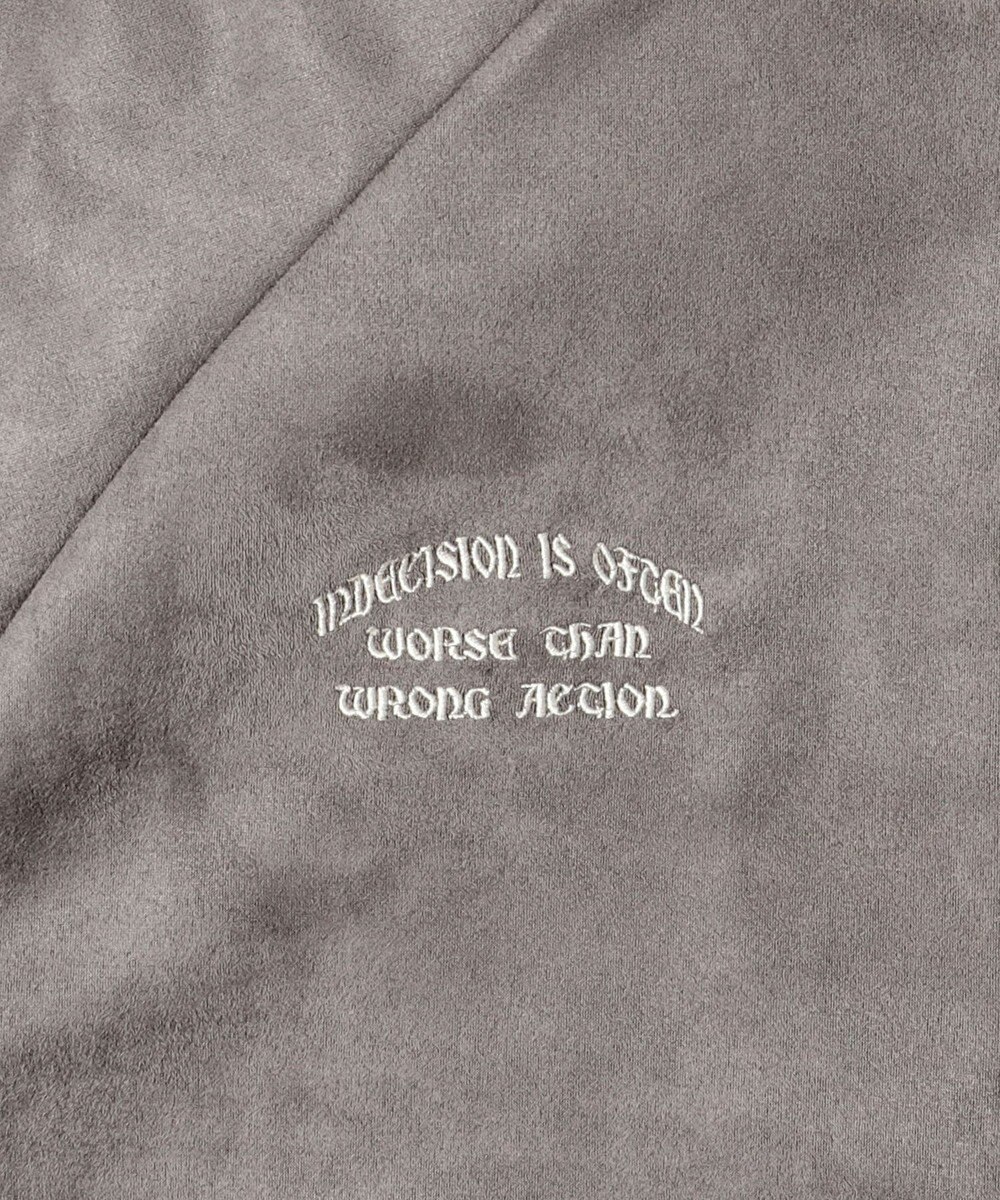 INDECISION IS OFTEN
WORSE THAN
WRONG ACTION.